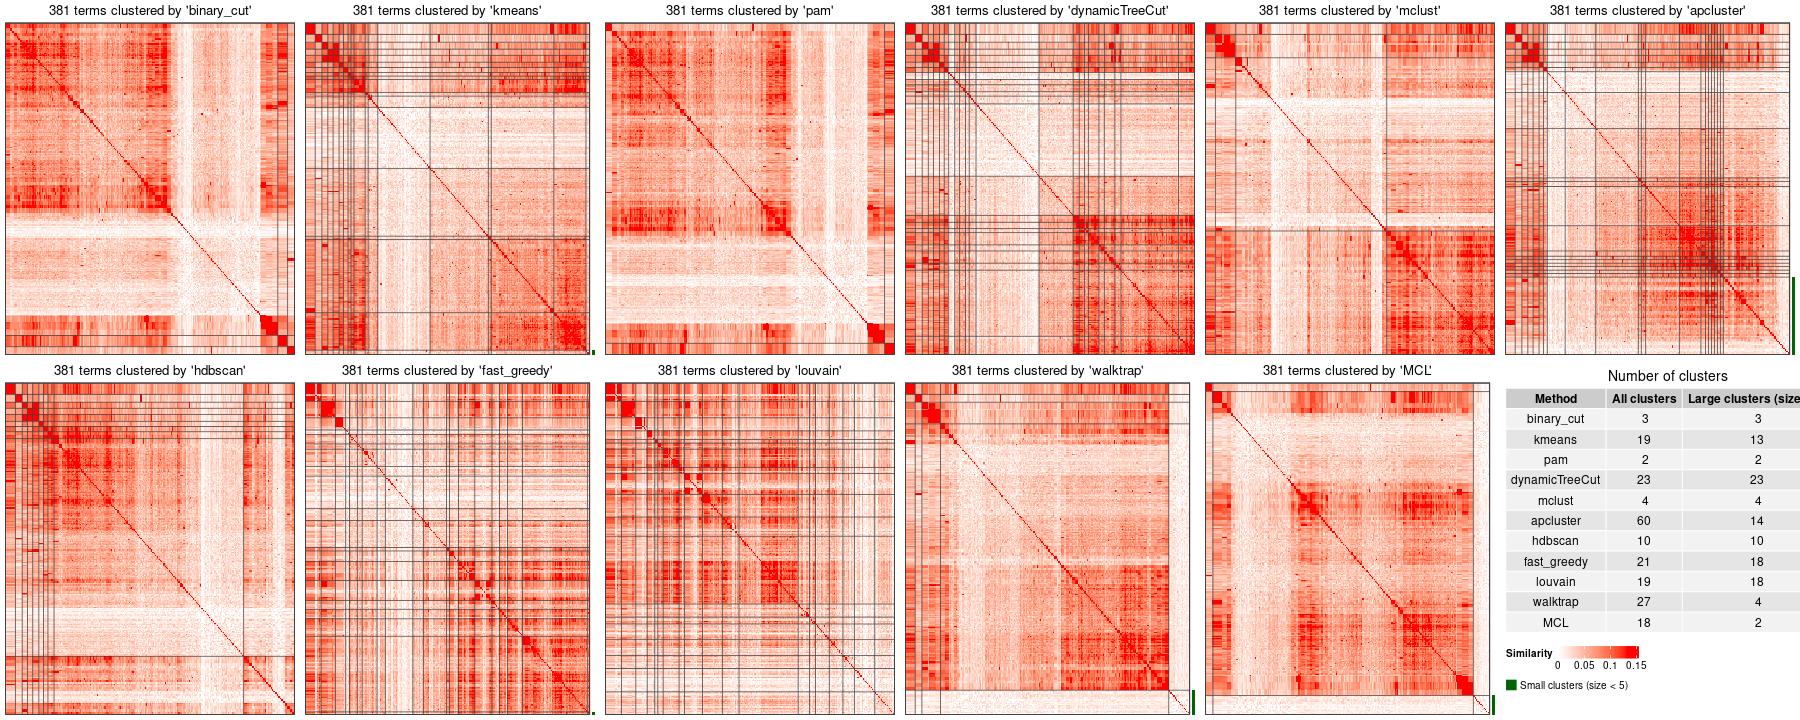 381 terms clustered by 'binary_cut'
381 terms clustered by 'kmeans'
381 terms clustered by 'pam'
381 terms clustered by 'dynamicTreeCut'
381 terms clustered by 'mclust'
381 terms clustered by 'apcluster'
381 terms clustered by 'hdbscan'
381 terms clustered by 'fast_greedy'
381 terms clustered by 'louvain'
381 terms clustered by 'walktrap'
381 terms clustered by 'MCL'
Number of clusters
Method All clusters Large clusters (size
binary_cut 3 3
kmeans 19 13
pam 2 2
dynamicTreeCut 23 23
mclust 4 4
apcluster 60 14
hdbscan 10 10
fast_greedy 21 18
louvain 19 18
walktrap 27 4
MCL 18 2
Similarity
0 0.05 0.1 0.15
Small clusters (size < 5)